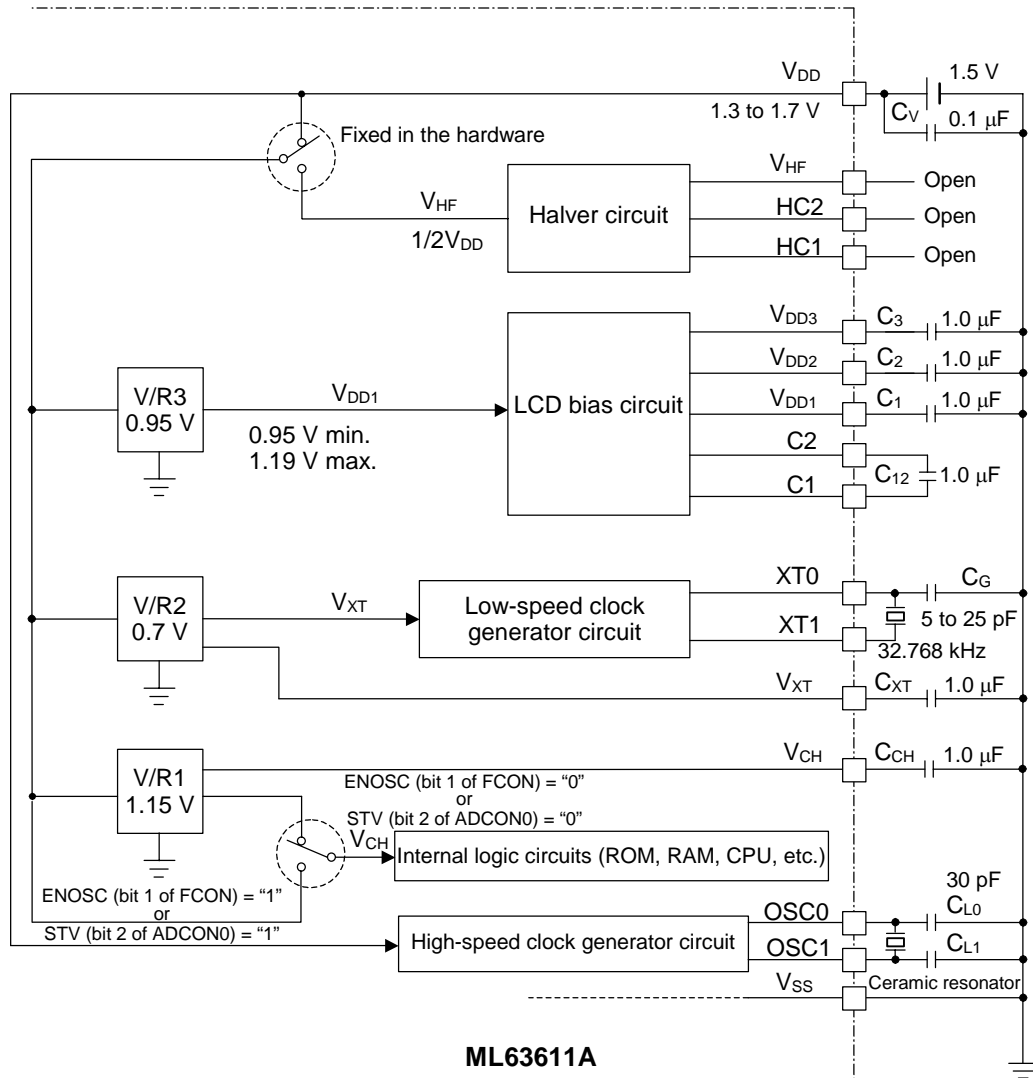 VDD
1.5 V
1.3 to 1.7 V
CV
0.1 μF
Fixed in the hardware
VHF
1/2VDD
Halver circuit
VHF
Open
HC2
Open
HC1
Open
V/R3
0.95 V
VDD1
0.95 V min.
1.19 V max.
LCD bias circuit
VDD3
C3
1.0 μF
VDD2
C2
1.0 μF
VDD1
C1
1.0 μF
C2
C1
C12
1.0 μF
V/R2
0.7 V
VXT
Low-speed clock
generator circuit
XT0
CG
5 to 25 pF
XT1
32.768 kHz
VXT
CXT
1.0 μF
V/R1
1.15 V
VCH
CCH
1.0 μF
ENOSC (bit 1 of FCON) = “0”
or
STV (bit 2 of ADCON0) = “0”
VCH
Internal logic circuits (ROM, RAM, CPU, etc.)
ENOSC (bit 1 of FCON) = “1”
or
STV (bit 2 of ADCON0) = “1”
High-speed clock generator circuit
30 pF
OSC0
CL0
OSC1
CL1
VSS
Ceramic resonator
ML63611A